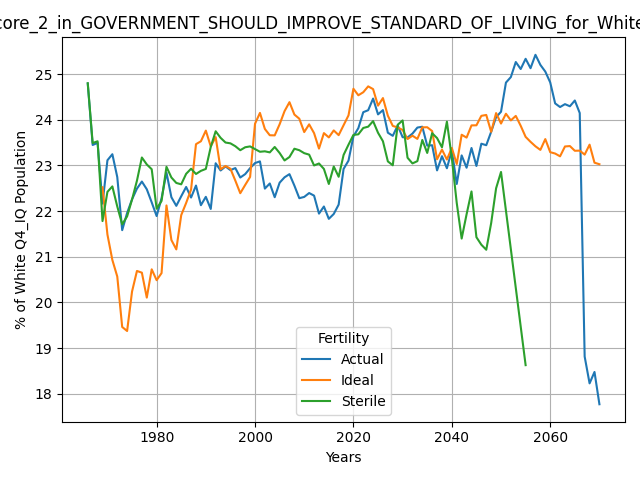 core_2_in_GOVERNMENT_SHOULD_IMPROVE_STANDARD_OF_LIVING_for_White
% of White Q4_IQ Population
25
24
23
22
21
20
19
18
Fertility
Actual
Ideal
Sterile
1980
2000
2020
2040
2060
Years